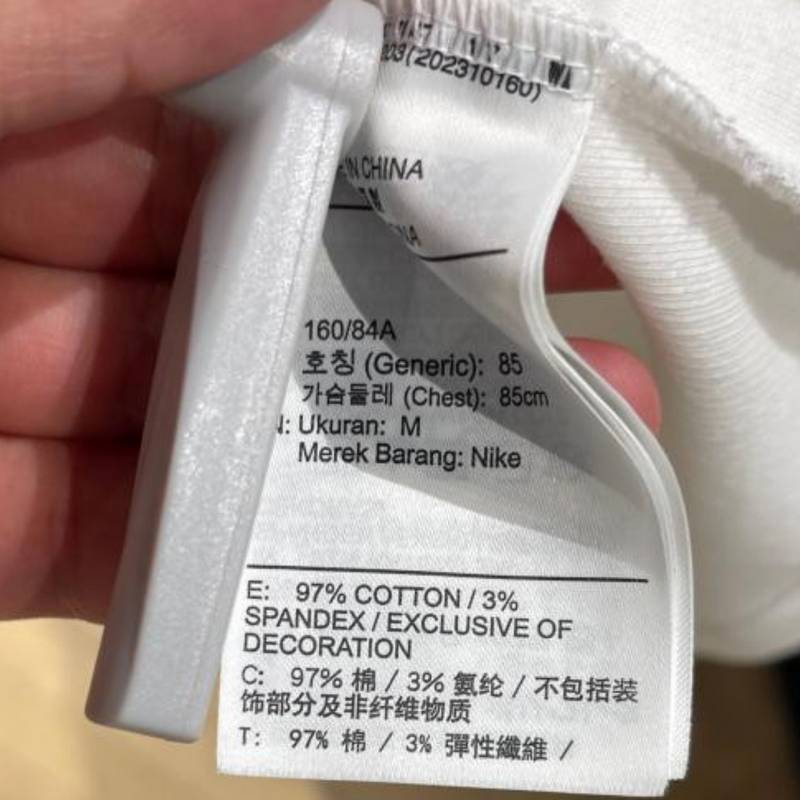 (202310160)
IN CHINA
160/84A
호칭 (Generic): 85
가슴둘레 (Chest): 85cm
Ukuran: M
Merek Barang: Nike
E: 97% COTTON / 3%
SPANDEX / EXCLUSIVE OF
DECORATION
C: 97% 棉 / 3% 氨纶 / 不包括装
饰部分及非纤维物质
T: 97% 棉 / 3% 彈性纖維 /